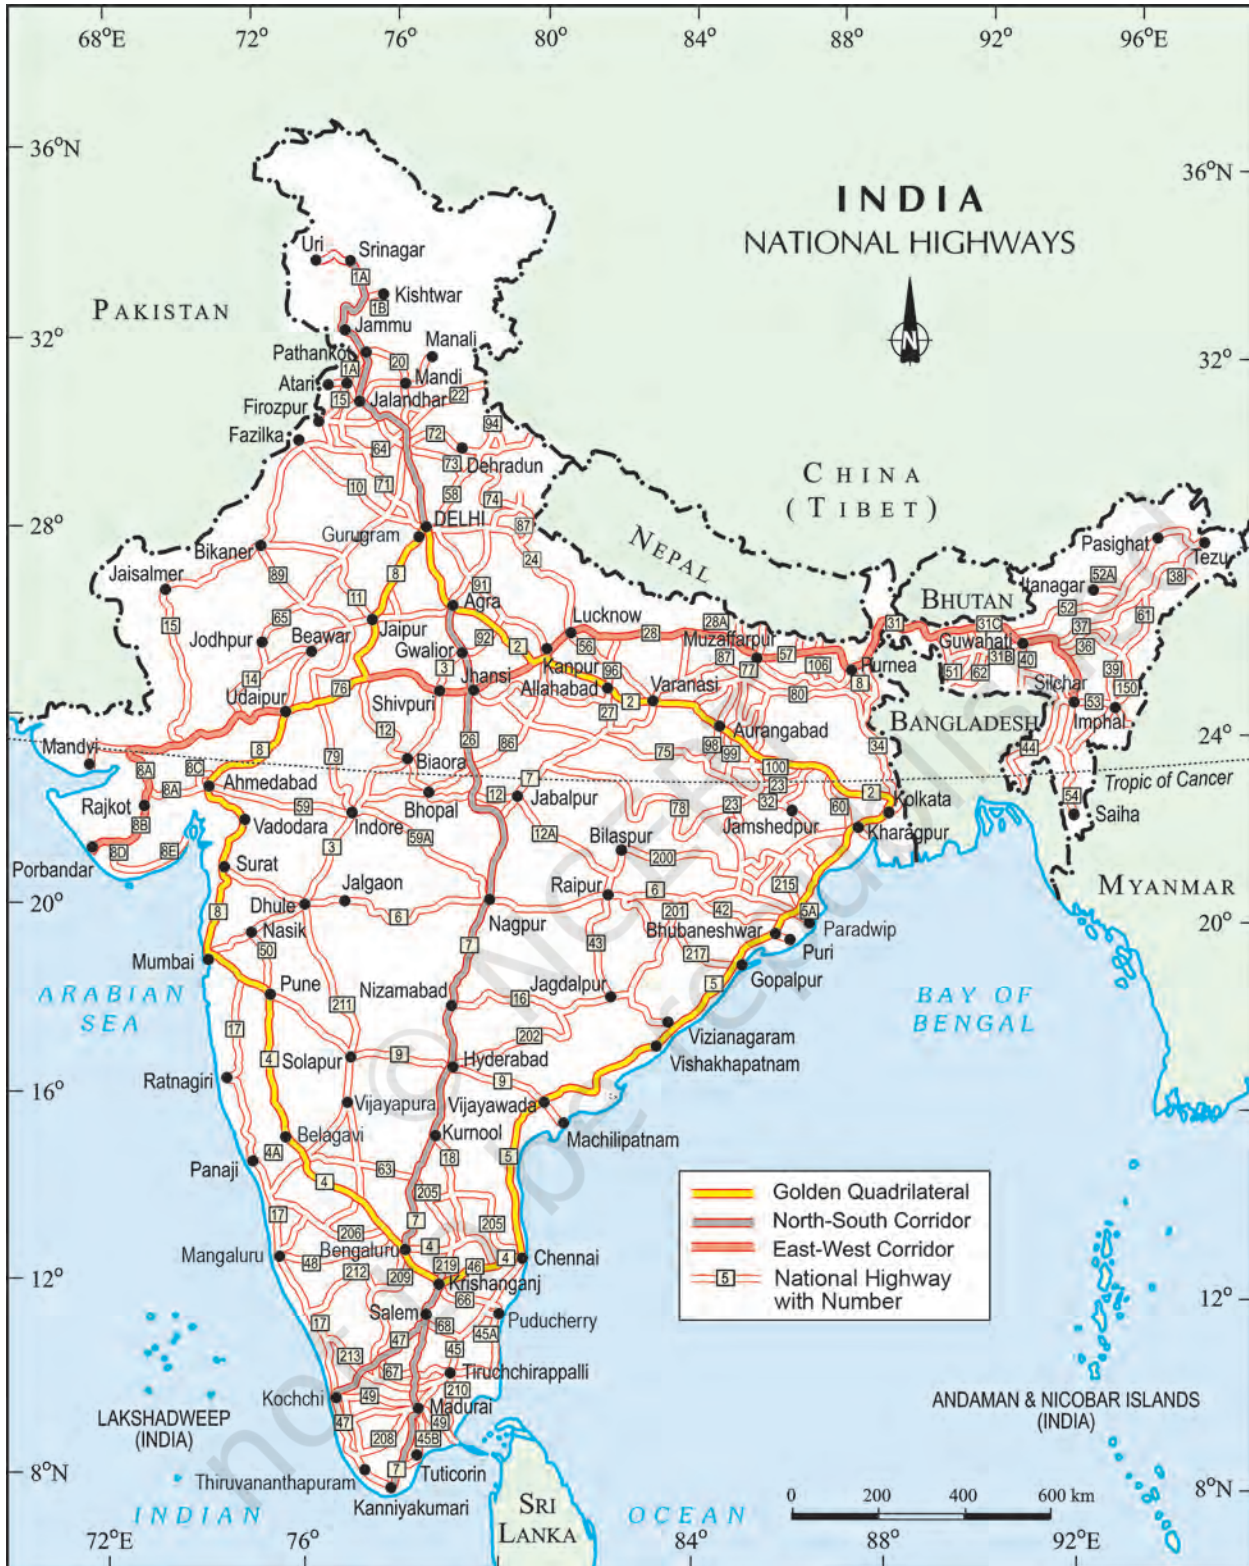 68°E 72° 76° 80° 84° 88° 92° 96°E
36°N
36°N
INDIA
NATIONAL HIGHWAYS
N
Uri
Srinagar
1A
Kishtwar
1B
PAKISTAN
Jammu
32°
32°
Manali
Pathankot
20
1A
Atari
Mandi
15
Jalandhar
22
Firozpur
94
72
Fazilka
64
73
Dehradun
CHINA
(TIBET)
10
71
58
74
28°
28°
DELHI
87
Gurugram
NEPAL
Pasighat
Tezu
Bikaner
24
Jaisalmer
89
8
91
52A
38
Itanagar
BHUTAN
11
Agra
52
61
15
65
Lucknow
28A
31
31C
37
Jodhpur
Beawar
Jaipur
92
28
Muzaffarpur
Guwahati
36
Gwalior
2
56
87
57
31B
40
3
Kanpur
77
106
Purnea
51
62
39
14
Jhansi
96
8
Silchar
150
76
Allahabad
Varanasi
80
53
Udaipur
Shivpuri
2
27
Imphal
12
Aurangabad
BANGLADESH
26
86
98
34
44
Mandvi
8
79
75
99
Biaora
100
8C
8A
Tropic of Cancer
Ahmedabad
7
23
8A
Bhopal
12
Jabalpur
2
Kolkata
54
Rajkot
59
78
23
32
60
Saiha
8B
Vadodara
Indore
59A
12A
Bilaspur
Jamshedpur
Kharagpur
8D
8E
3
Porbandar
200
Surat
MYANMAR
215
Jalgaon
Raipur
6
20°
20°
8
Dhule
6
Nagpur
201
42
5A
Paradwip
Nasik
Bhubaneshwar
50
7
43
217
Puri
Mumbai
Gopalpur
Pune
Jagdalpur
ARABIAN
SEA
Nizamabad
5
BAY OF
BENGAL
211
16
17
202
Vizianagaram
4
Solapur
9
Hyderabad
Vishakhapatnam
Ratnagiri
9
16°
16°
Vijayapura
Vijayawada
Belagavi
Kurnool
Machilipatnam
4A
18
5
Panaji
63
4
205
Golden Quadrilateral
17
7
205
North-South Corridor
206
Bengaluru
4
East-West Corridor
Mangaluru
48
219
46
4
Chennai
212
209
5 National Highway
with Number
12°
Krishanganj
66
12°
Salem
Puducherry
17
68
47
45A
213
45
67
Tiruchchirappalli
Kochchi
49
210
Madurai
LAKSHADWEEP
(INDIA)
47
49
ANDAMAN & NICOBAR ISLANDS
(INDIA)
208
45B
8°N
Thiruvananthapuram
7
Tuticorin
8°N
Kanniyakumari
SRI
LANKA
INDIAN OCEAN
0 200 400 600 km
72°E 76° 84° 88° 92°E
© NCERT
not to be republished